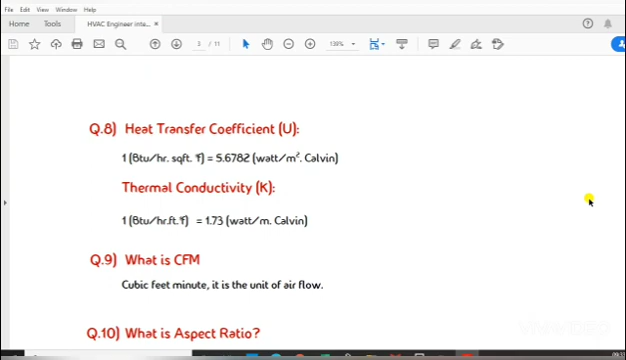 File Edit View Window Help
Home Tools HVAC Engineer inte... ×
3 / 11 139%
Q.8) Heat Transfer Coefficient (U):
1 (Btu/hr. sqft. °F) = 5.6782 (watt/m². Calvin)
Thermal Conductivity (K):
1 (Btu/hr.ft.°F) = 1.73 (watt/m. Calvin)
Q.9) What is CFM
Cubic feet minute, it is the unit of air flow.
Q.10) What is Aspect Ratio?